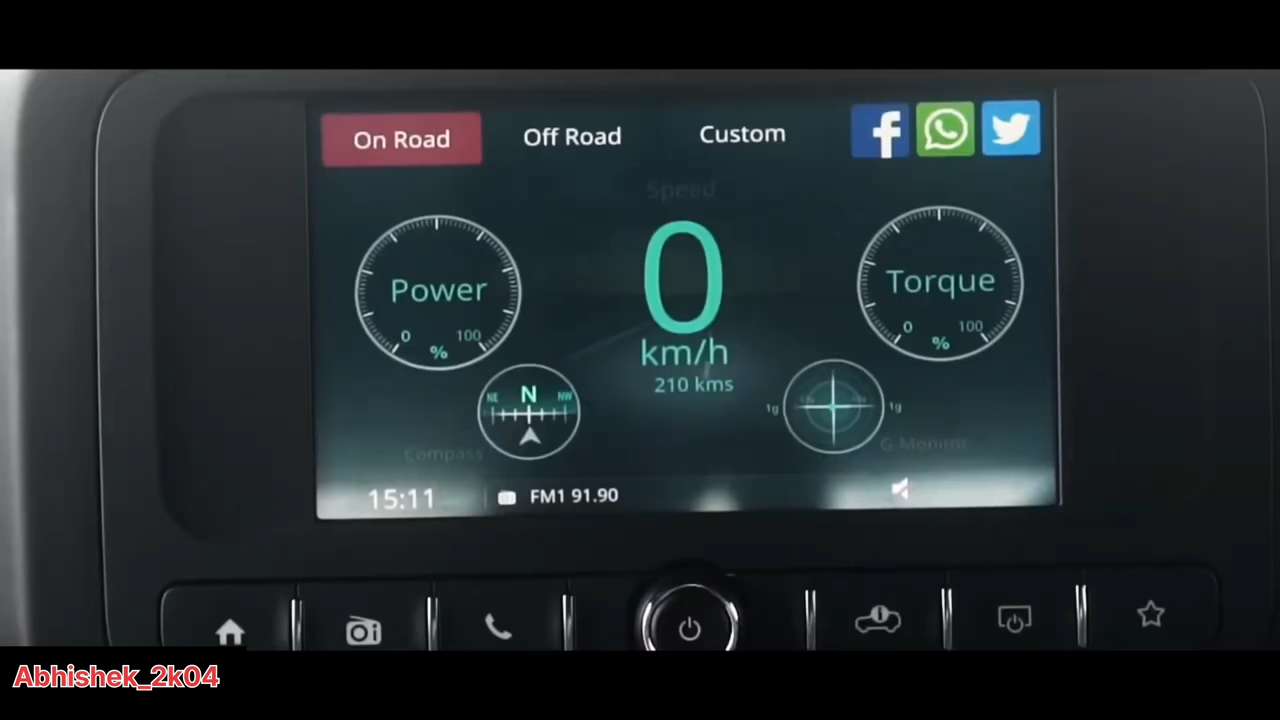 On Road Off Road Custom
Speed
Power
0 100
%
0
km/h
210 kms
Torque
0 100
%
NE N NW
Compass
1g 1g
G Monitor
15:11 FM1 91.90
Abhishek_2k04